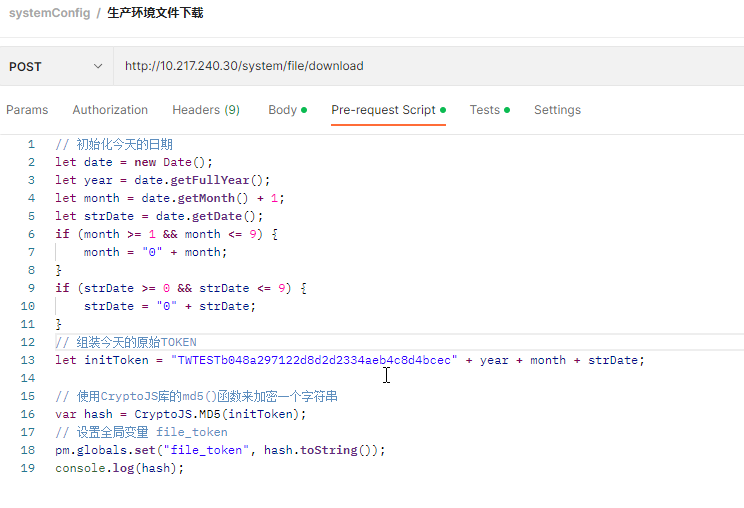 systemConfig / 生产环境文件下载
POST http://10.217.240.30/system/file/download
Params Authorization Headers (9) Body Pre-request Script Tests Settings
1 // 初始化今天的日期
2 let date = new Date();
3 let year = date.getFullYear();
4 let month = date.getMonth() + 1;
5 let strDate = date.getDate();
6 if (month >= 1 && month <= 9) {
7 month = "0" + month;
8 }
9 if (strDate >= 0 && strDate <= 9) {
10 strDate = "0" + strDate;
11 }
12 // 组装今天的原始TOKEN
13 let initToken = "TWTESTb048a297122d8d2d2334aeb4c8d4bcec" + year + month + strDate;
14
15 // 使用CryptoJS库的md5()函数来加密一个字符串
16 var hash = CryptoJS.MD5(initToken);
17 // 设置全局变量 file_token
18 pm.globals.set("file_token", hash.toString());
19 console.log(hash);